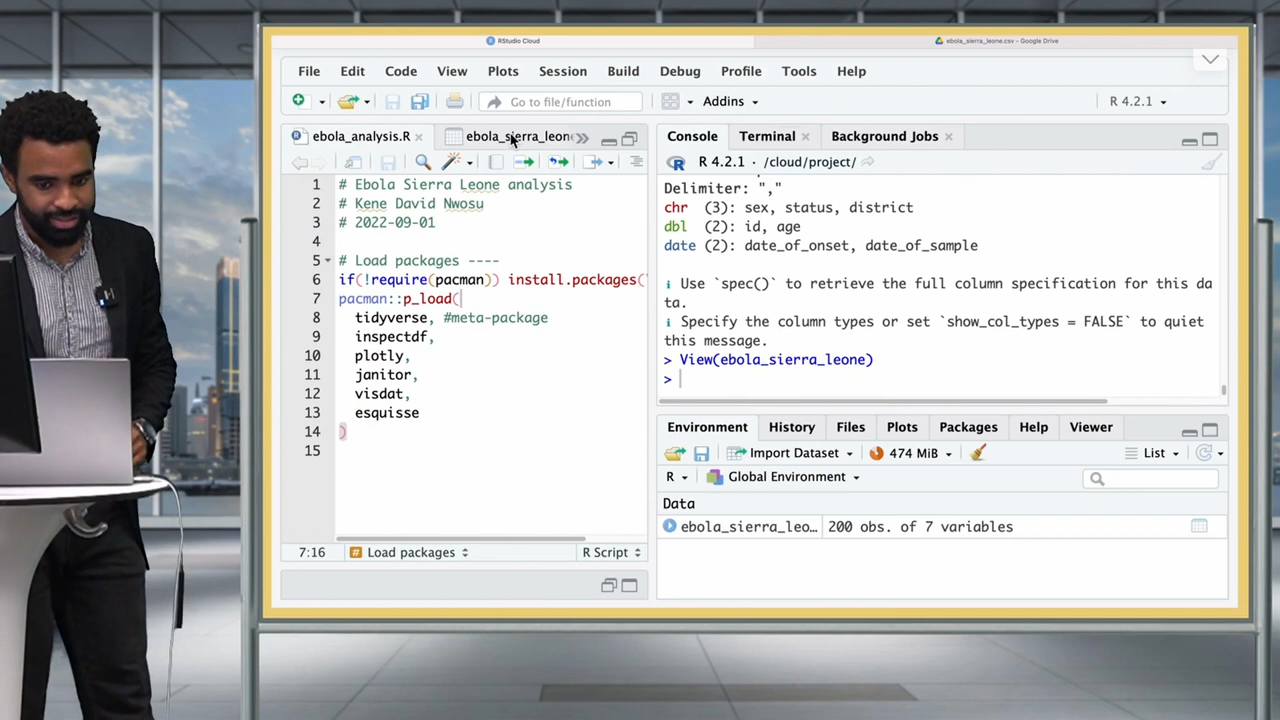 RStudio Cloud
ebola_sierra_leone.csv – Google Drive
File Edit Code View Plots Session Build Debug Profile Tools Help
Go to file/function
Addins
R 4.2.1
ebola_analysis.R
ebola_sierra_leon
1 # Ebola Sierra Leone analysis
2 # Kene David Nwosu
3 # 2022-09-01
4
5 # Load packages ----
6 if(!require(pacman)) install.packages(
7 pacman::p_load(
8 tidyverse, #meta-package
9 inspectdf,
10 plotly,
11 janitor,
12 visdat,
13 esquisse
14 )
15
7:16 # Load packages R Script
Console Terminal Background Jobs
R 4.2.1 · /cloud/project/
Delimiter: ","
chr (3): sex, status, district
dbl (2): id, age
date (2): date_of_onset, date_of_sample
ℹ Use `spec()` to retrieve the full column specification for this da
ta.
ℹ Specify the column types or set `show_col_types = FALSE` to quiet
this message.
> View(ebola_sierra_leone)
>
Environment History Files Plots Packages Help Viewer
Import Dataset 474 MiB List
R Global Environment
Data
ebola_sierra_leo... 200 obs. of 7 variables